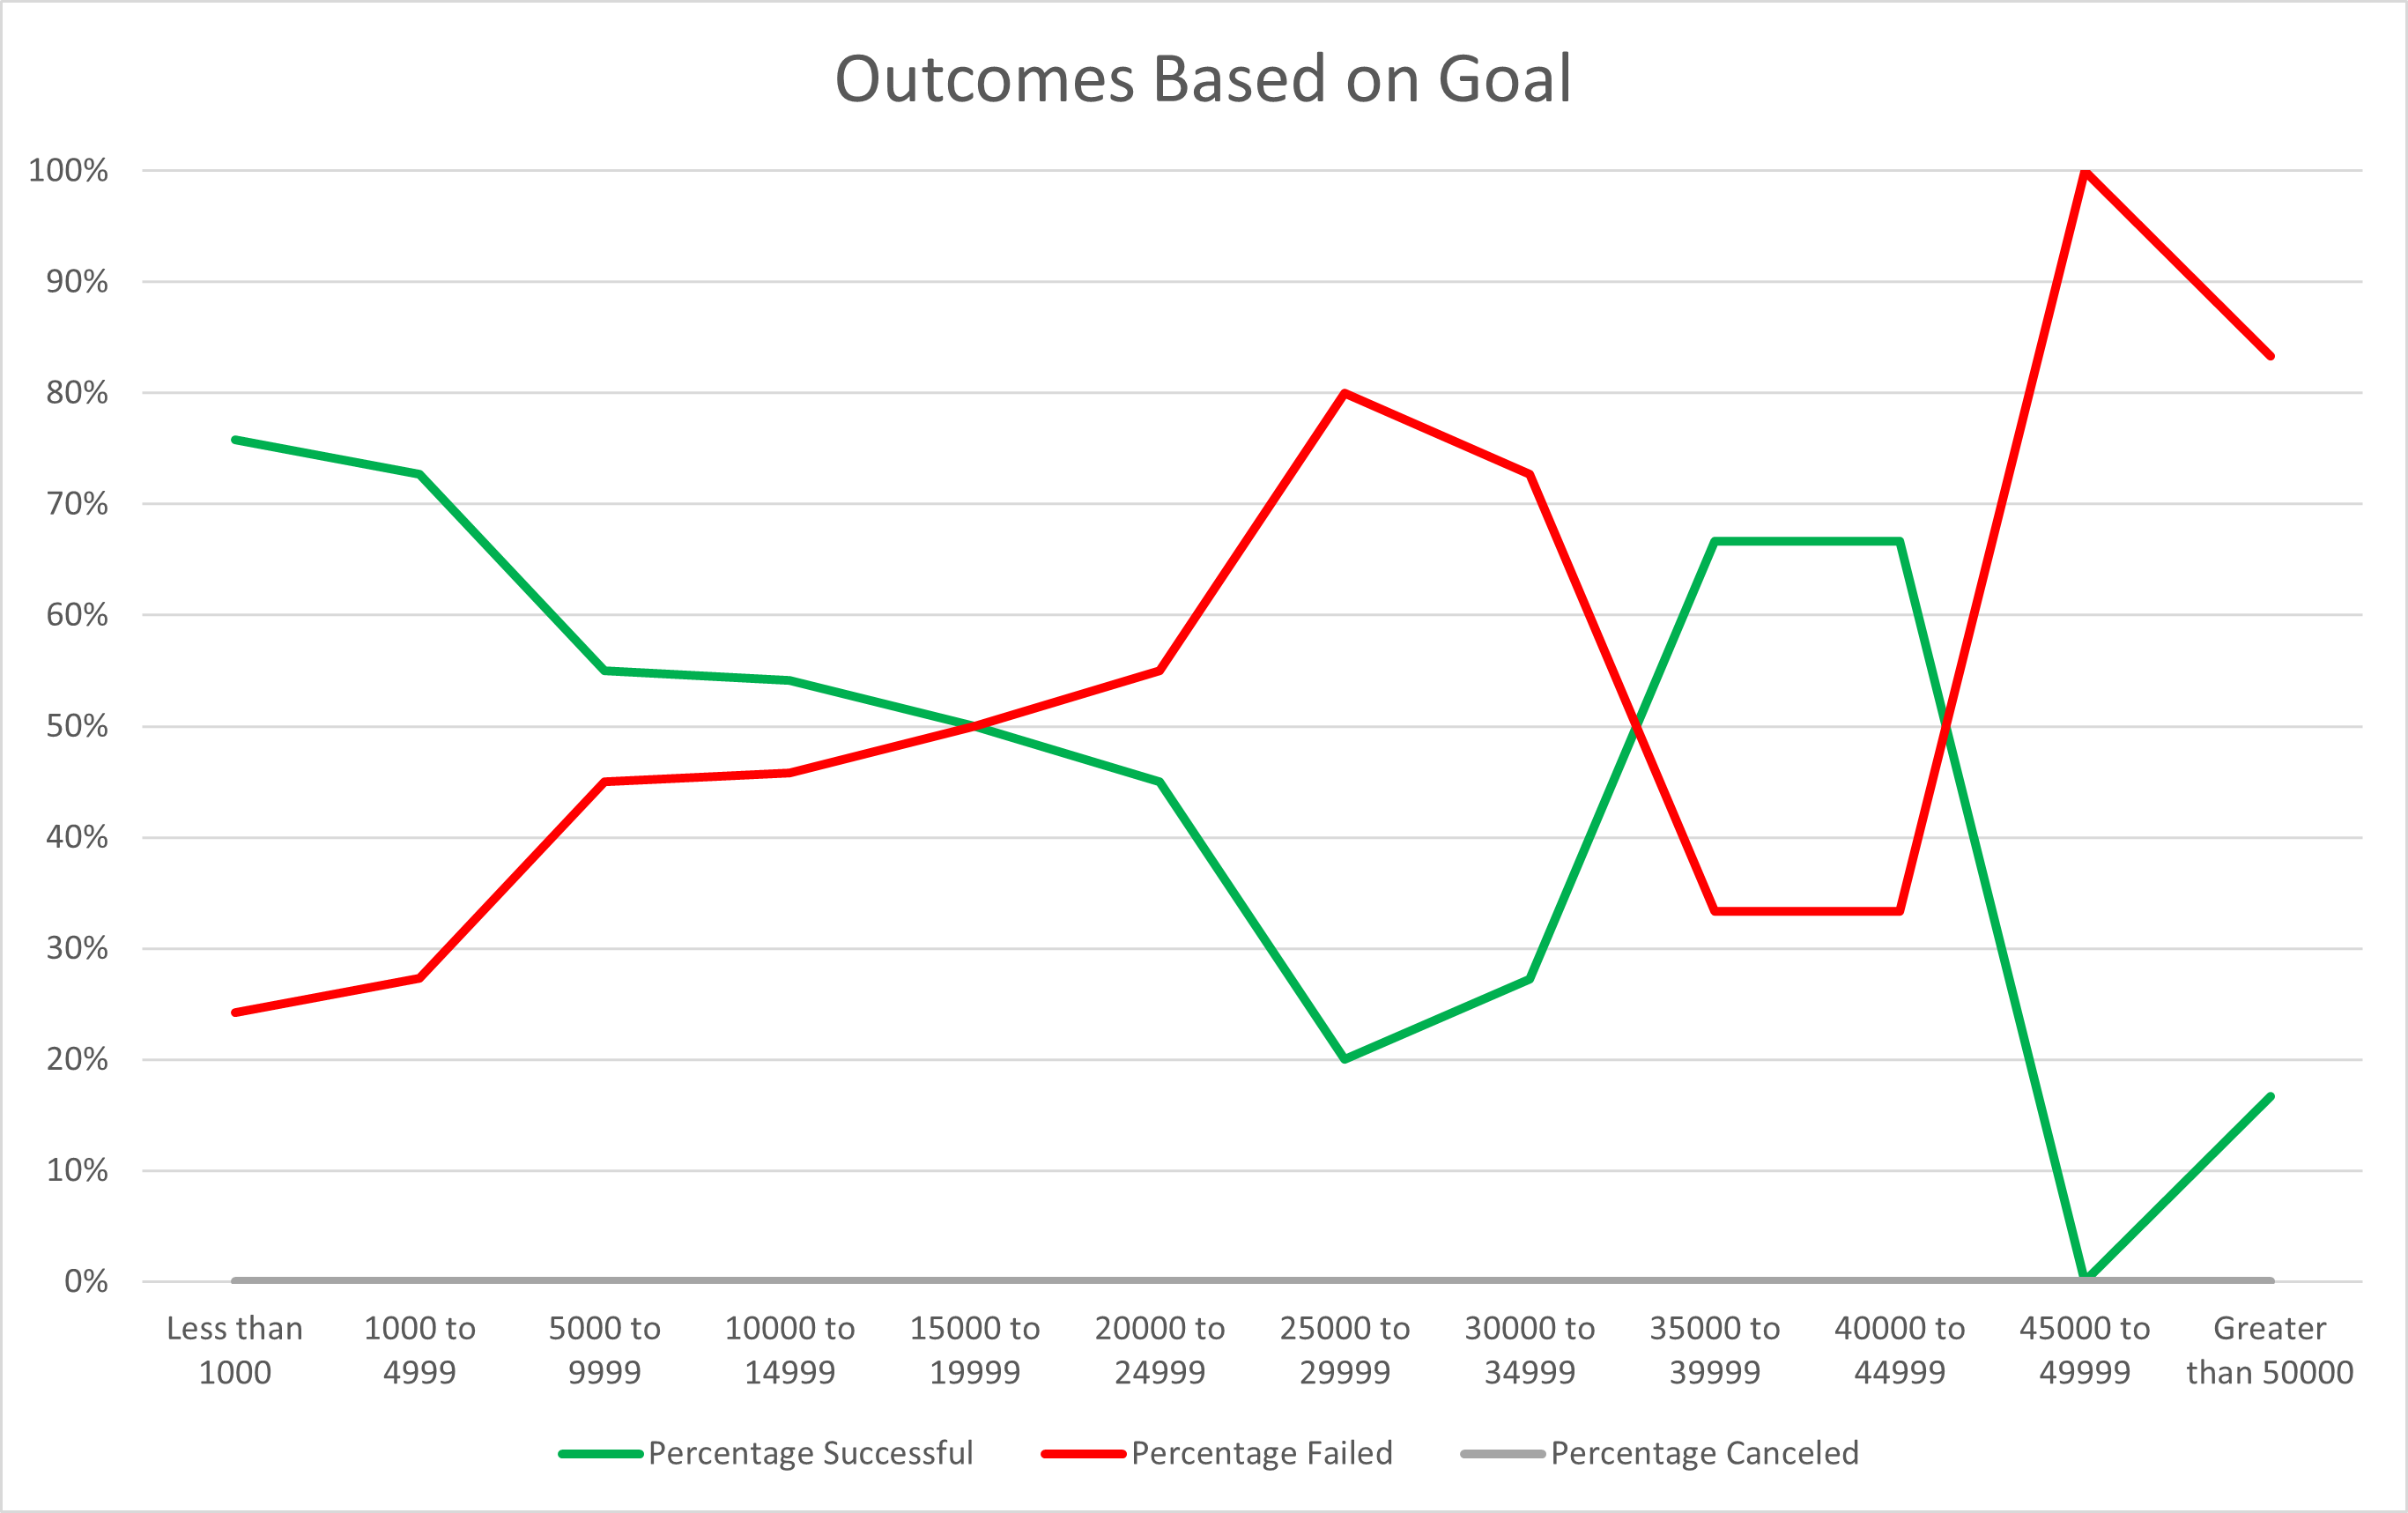 Outcomes Based on Goal
100%
90%
80%
70%
60%
50%
40%
30%
20%
10%
0%
Less than 1000
1000 to 4999
5000 to 9999
10000 to 14999
15000 to 19999
20000 to 24999
25000 to 29999
30000 to 34999
35000 to 39999
40000 to 44999
45000 to 49999
Greater than 50000
Percentage Successful
Percentage Failed
Percentage Canceled